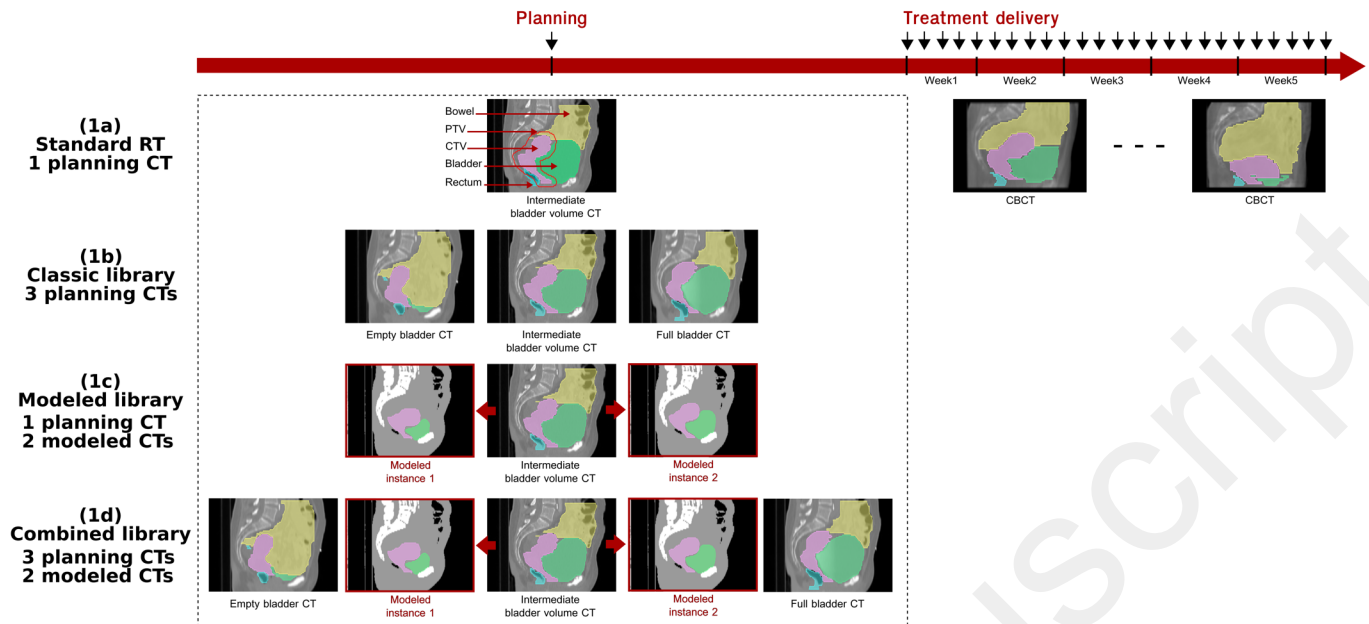 Planning
Treatment delivery
Week1 Week2 Week3 Week4 Week5
(1a)
Standard RT
1 planning CT
Bowel
PTV
CTV
Bladder
Rectum
Intermediate
bladder volume CT
CBCT
CBCT
(1b)
Classic library
3 planning CTs
Empty bladder CT
Intermediate
bladder volume CT
Full bladder CT
(1c)
Modeled library
1 planning CT
2 modeled CTs
Modeled
instance 1
Intermediate
bladder volume CT
Modeled
instance 2
(1d)
Combined library
3 planning CTs
2 modeled CTs
Empty bladder CT
Modeled
instance 1
Intermediate
bladder volume CT
Modeled
instance 2
Full bladder CT
uscript